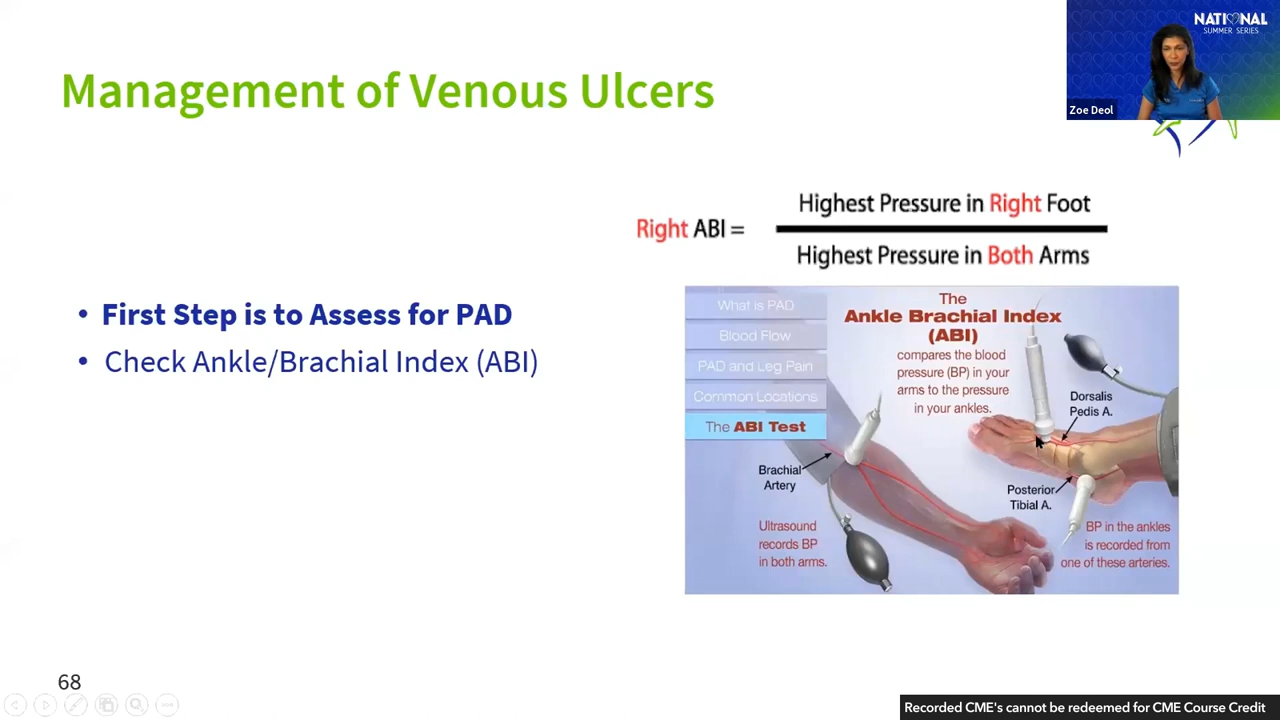 NATIONAL
SUMMER SERIES
Zoe Deol
Management of Venous Ulcers
• First Step is to Assess for PAD
• Check Ankle/Brachial Index (ABI)
Right ABI =
Highest Pressure in Right Foot
Highest Pressure in Both Arms
What is PAD
Blood Flow
PAD and Leg Pain
Common Locations
The ABI Test
The
Ankle Brachial Index
(ABI)
compares the blood
pressure (BP) in your
arms to the pressure
in your ankles.
Dorsalis
Pedis A.
Brachial
Artery
Posterior
Tibial A.
Ultrasound
records BP
in both arms.
BP in the ankles
is recorded from
one of these arteries.
68
Recorded CME's cannot be redeemed for CME Course Credit